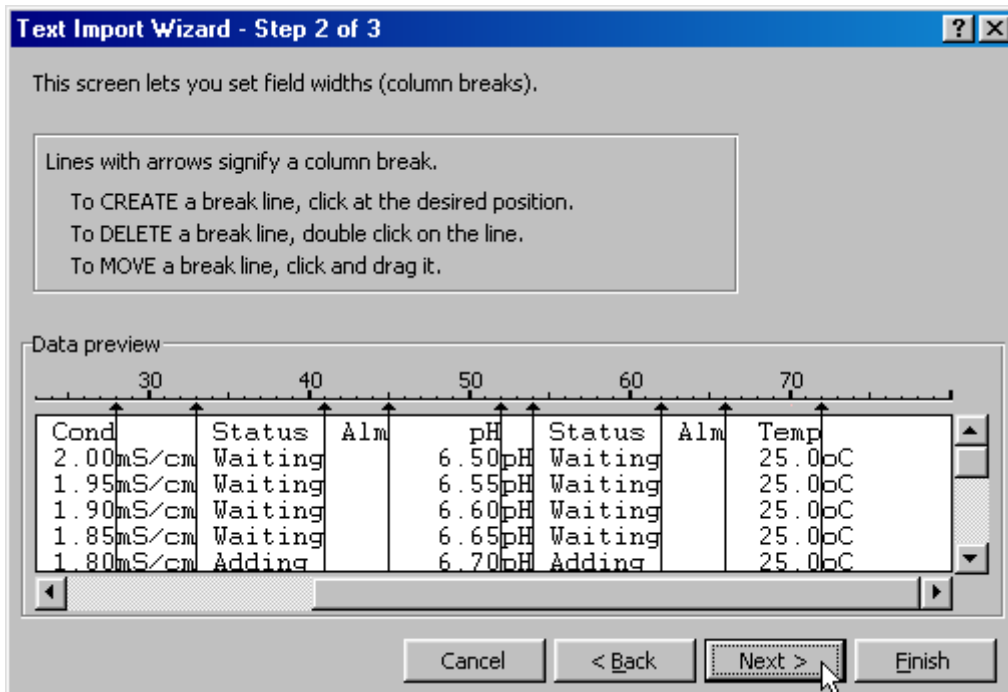 Text Import Wizard - Step 2 of 3
This screen lets you set field widths (column breaks).
Lines with arrows signify a column break.
To CREATE a break line, click at the desired position.
To DELETE a break line, double click on the line.
To MOVE a break line, click and drag it.
Data preview
30 40 50 60 70
Cond Status Alm pH Status Alm Temp
2.00mS/cm Waiting 6.50pH Waiting 25.0oC
1.95mS/cm Waiting 6.55pH Waiting 25.0oC
1.90mS/cm Waiting 6.60pH Waiting 25.0oC
1.85mS/cm Waiting 6.65pH Waiting 25.0oC
1.80mS/cm Adding 6.70pH Adding 25.0oC
Cancel < Back Next > Finish